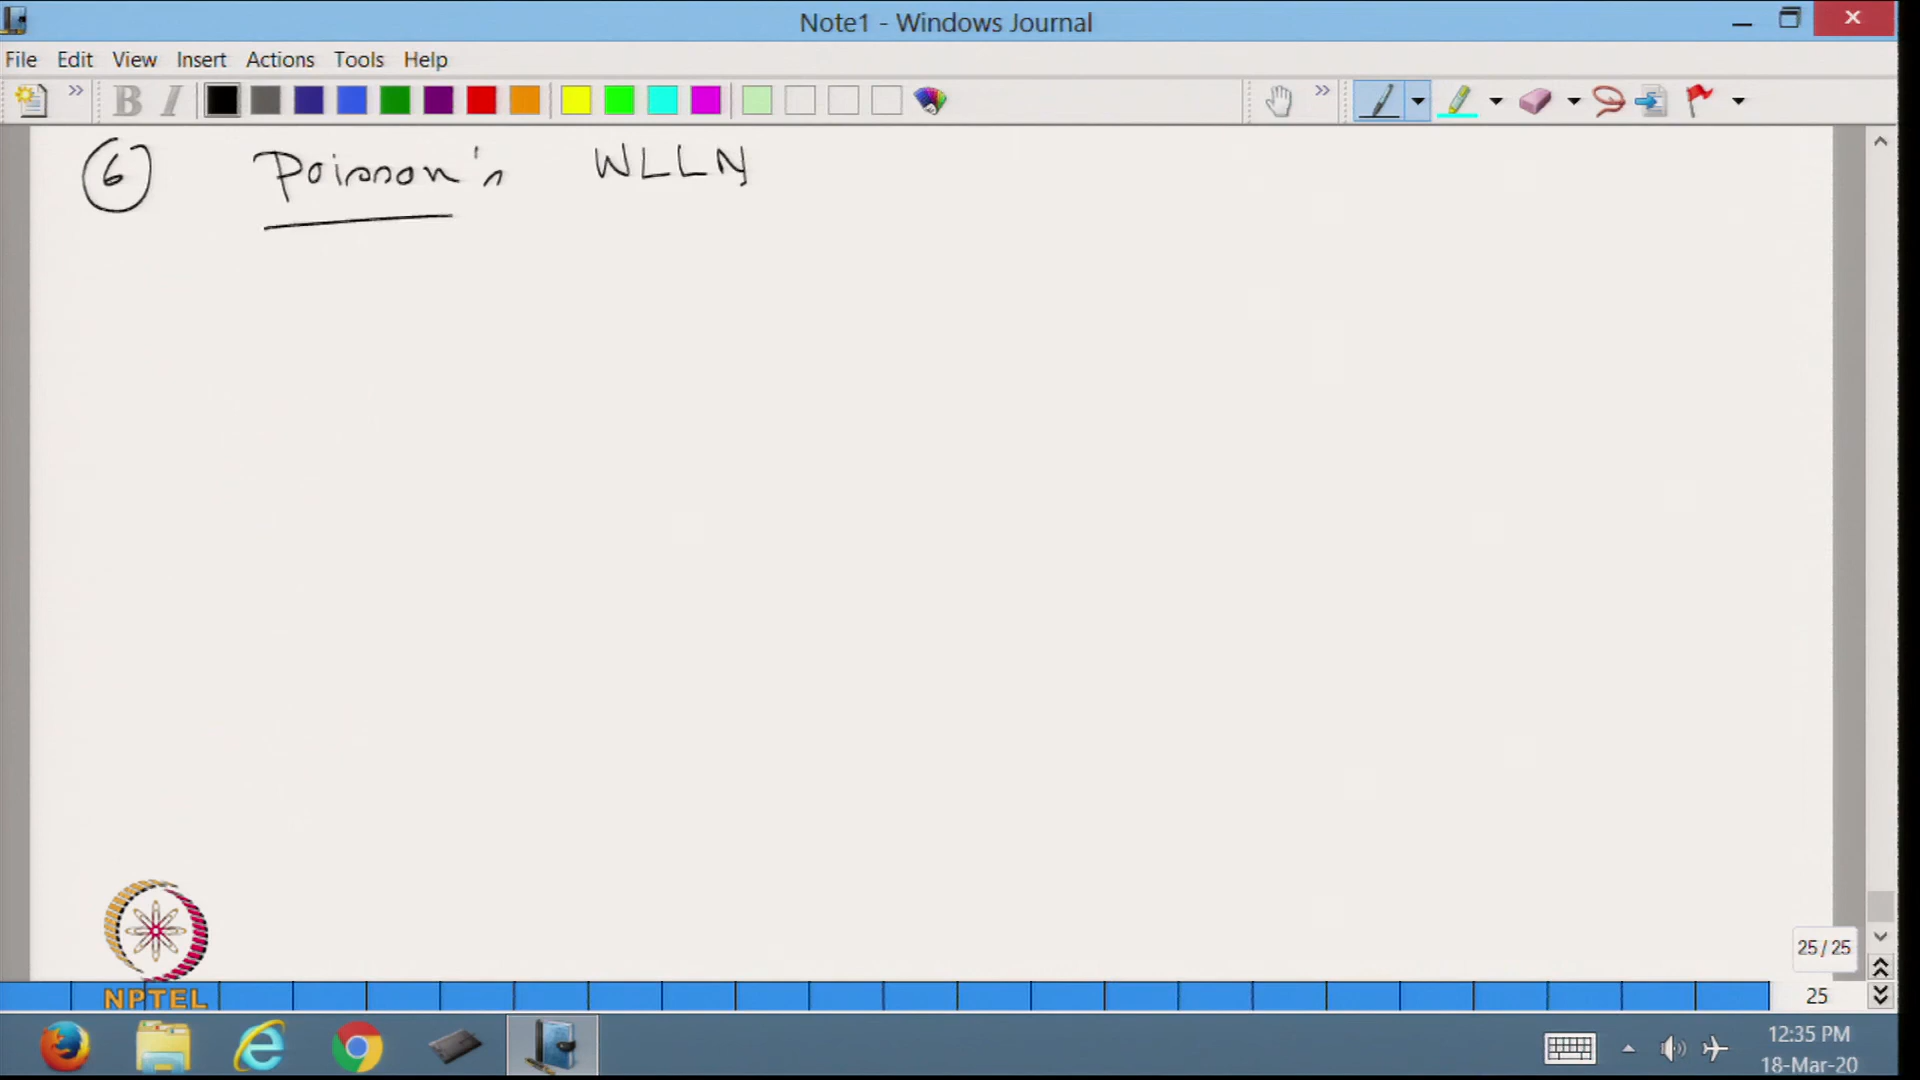 Note1 - Windows Journal
File Edit View Insert Actions Tools Help
B I
6 Poisson's WLLN
25 / 25
NPTEL
25
12:35 PM
18-Mar-20